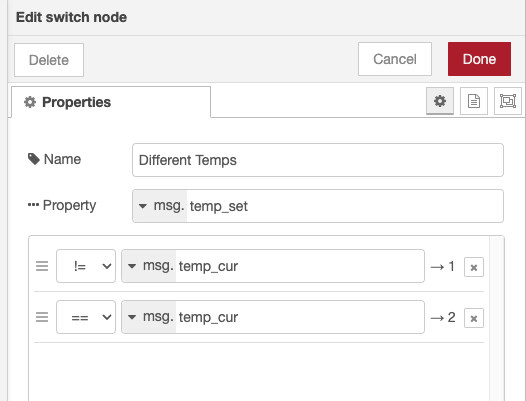 Edit switch node
Delete
Cancel
Done
Properties
Name
Different Temps
Property
msg. temp_set
!= msg. temp_cur → 1
== msg. temp_cur → 2